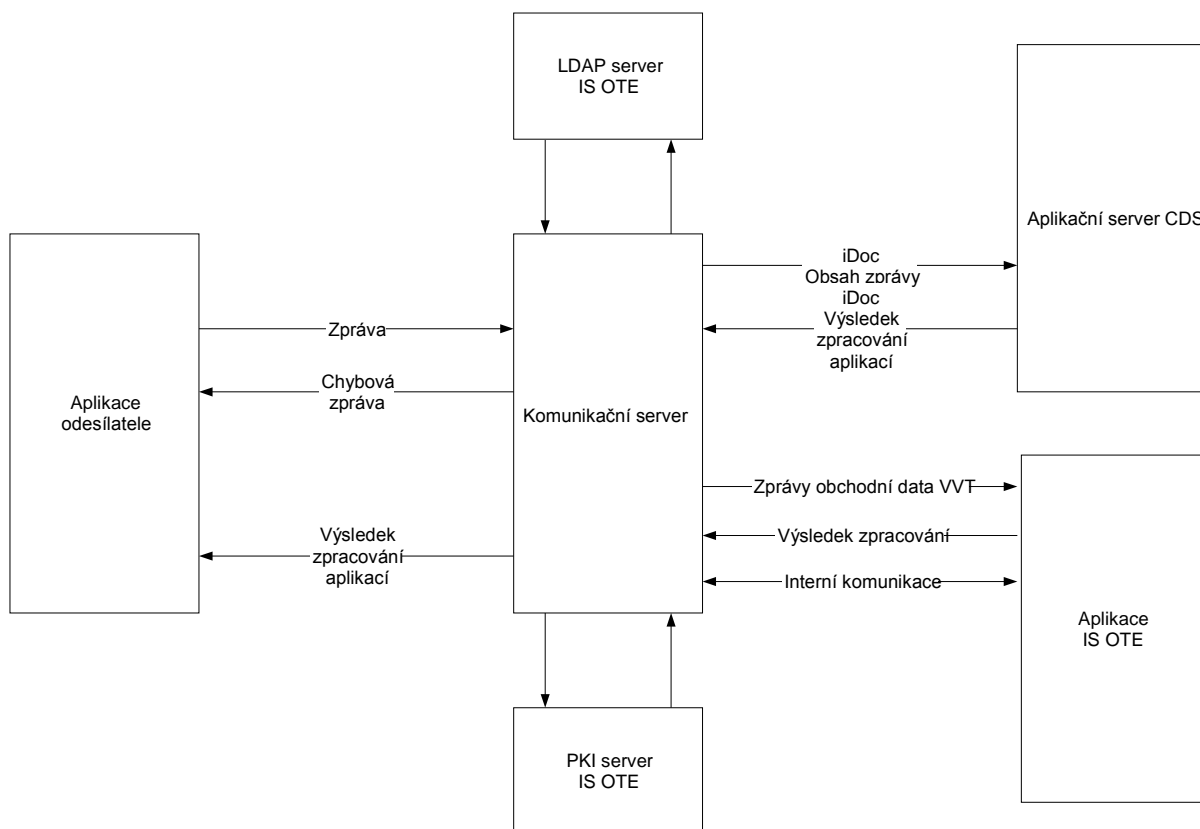 LDAP server
IS OTE
Aplikační server CDS
iDoc
Obsah zprávy
iDoc
Výsledek
zpracování
aplikací
Zpráva
Chybová
zpráva
Aplikace
odesílatele
Komunikační server
Výsledek
zpracování
aplikací
Zprávy obchodní data VVT
Výsledek zpracování
Interní komunikace
Aplikace
IS OTE
PKI server
IS OTE